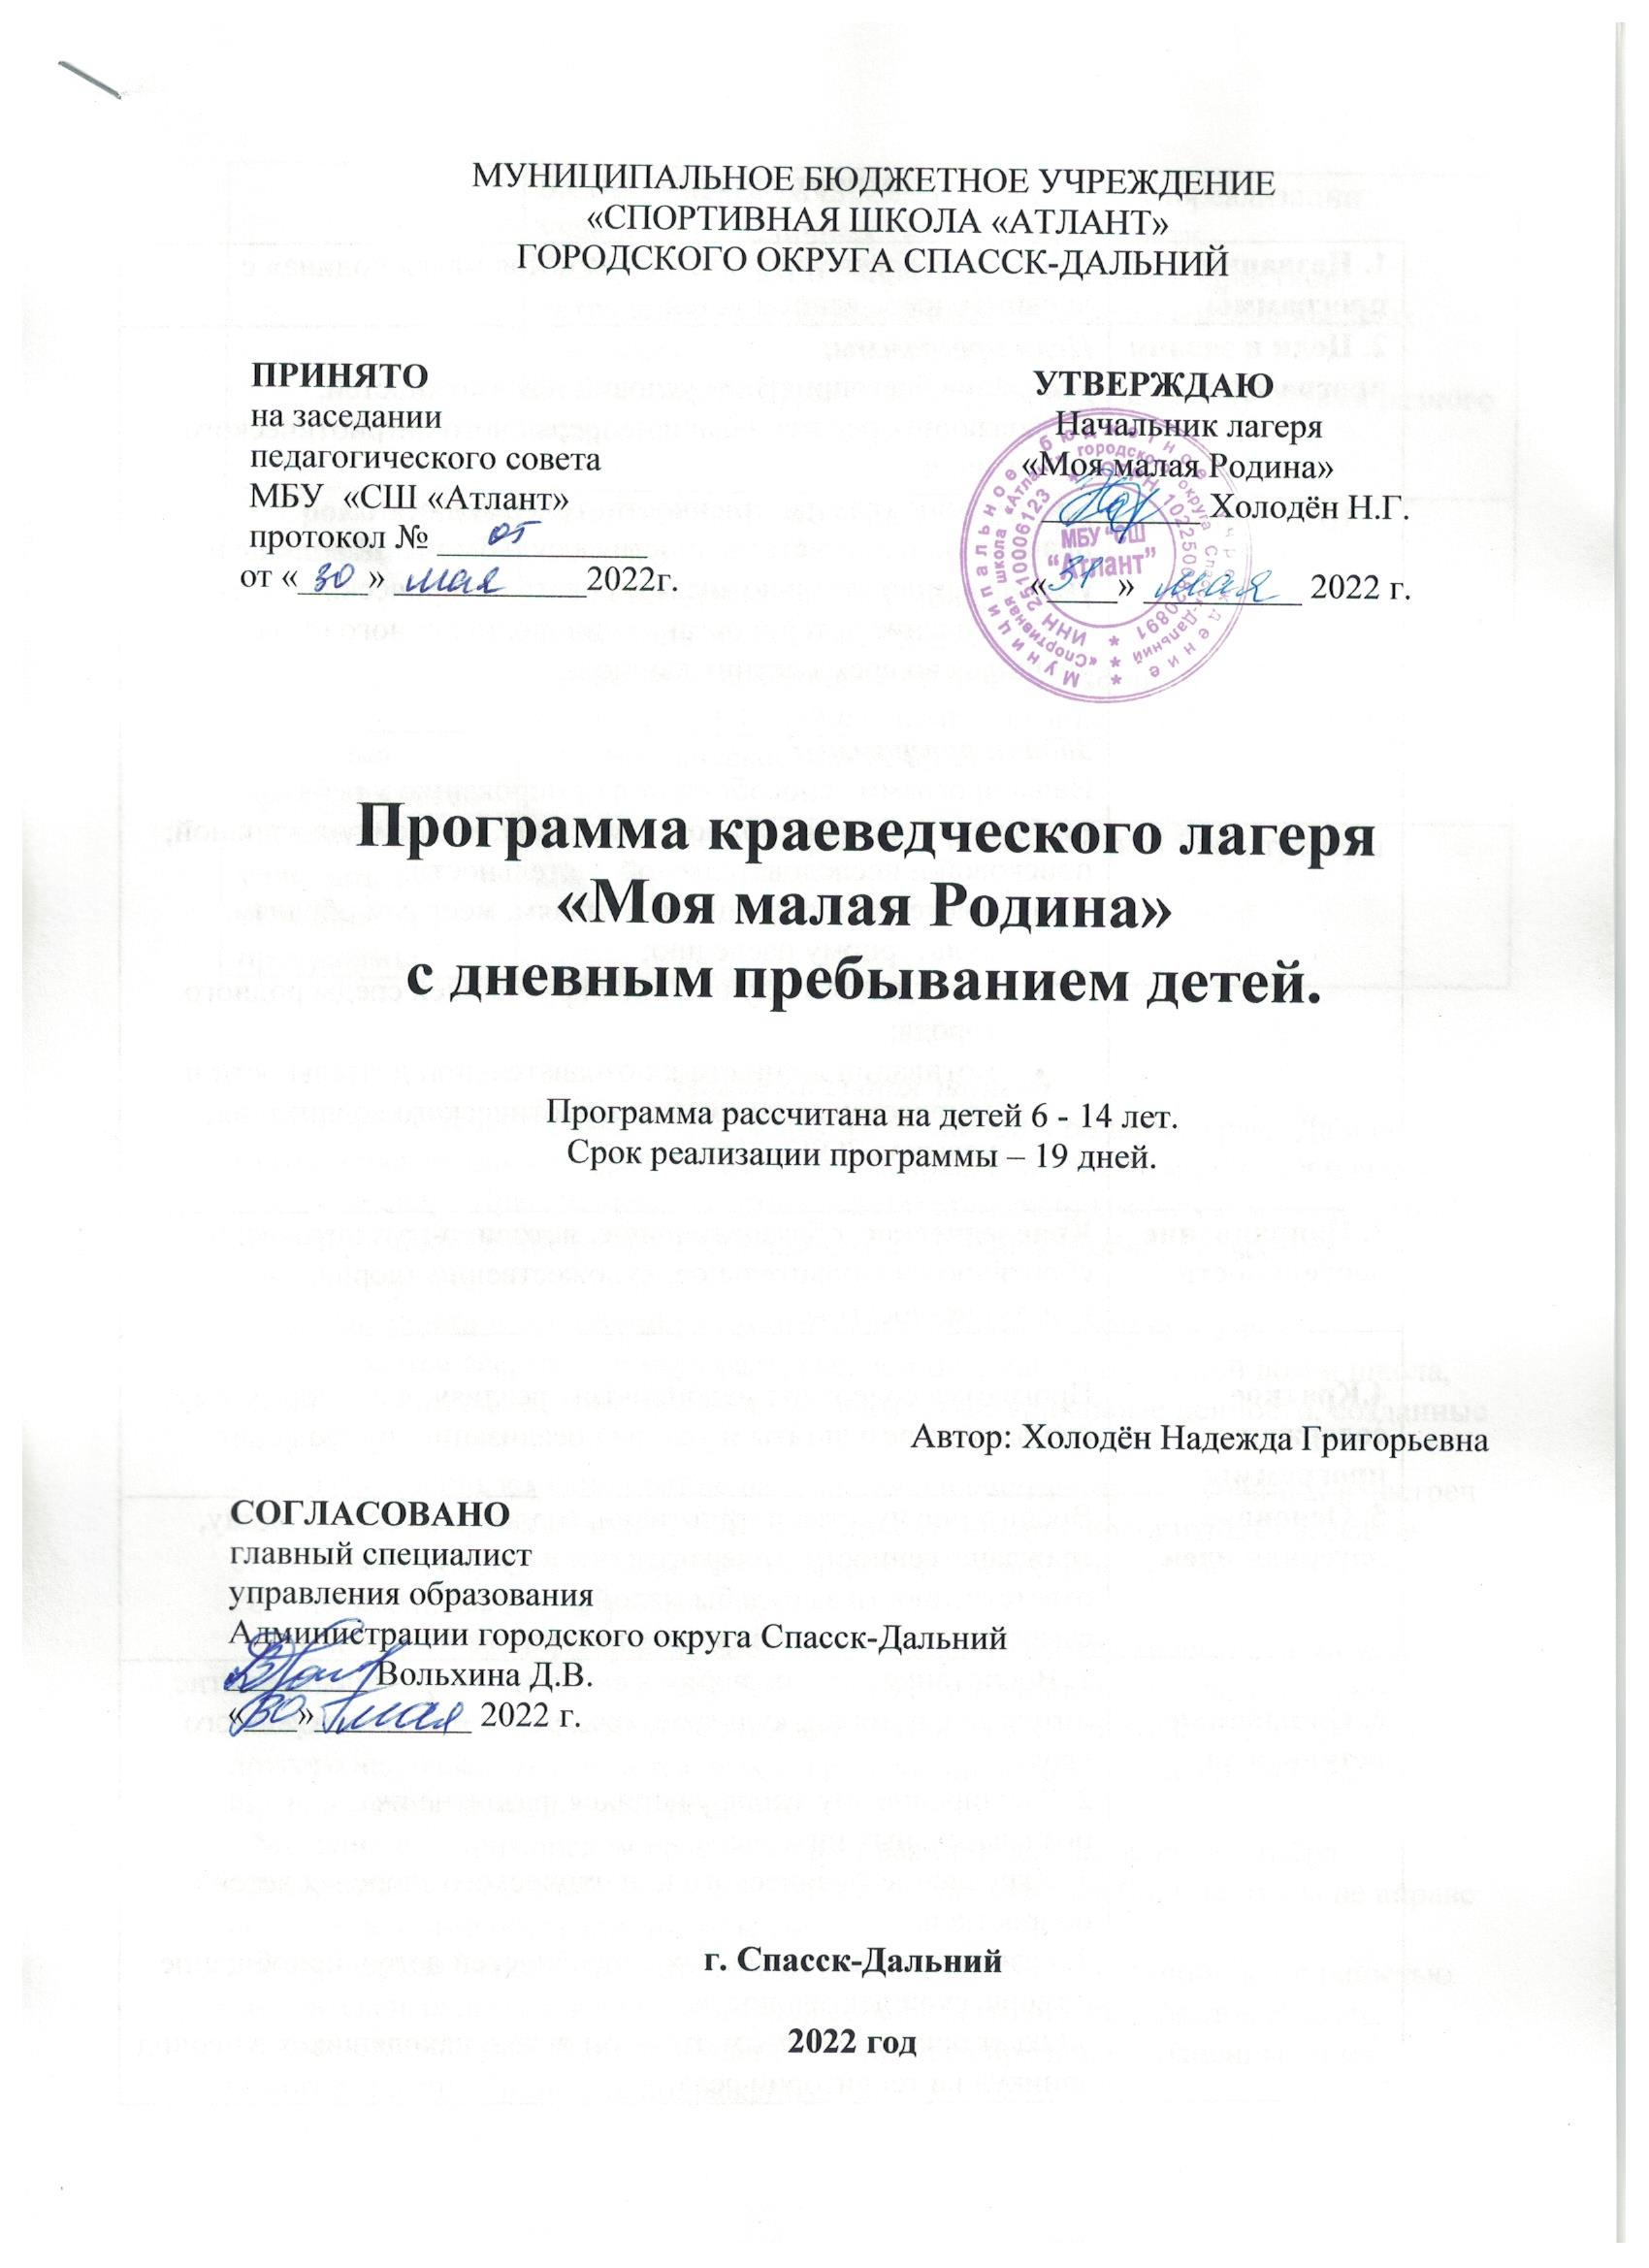 МУНИЦИПАЛЬНОЕ БЮДЖЕТНОЕ УЧРЕЖДЕНИЕ
«СПОРТИВНАЯ ШКОЛА «АТЛАНТ»
ГОРОДСКОГО ОКРУГА СПАССК-ДАЛЬНИЙ
ПРИНЯТО
на заседании
педагогического совета
МБУ «СШ «Атлант»
протокол № от
от «30» мая 2022г.
УТВЕРЖДАЮ
Начальник лагеря
«Моя малая Родина»
Холодён Н.Г.
«31» мая 2022 г.
МБУ "СШ
"Атлант"
Программа краеведческого лагеря
«Моя малая Родина»
с дневным пребыванием детей.
Программа рассчитана на детей 6 - 14 лет.
Срок реализации программы – 19 дней.
Автор: Холодён Надежда Григорьевна
СОГЛАСОВАНО
главный специалист
управления образования
Администрации городского округа Спасск-Дальний
Вольхина Д.В.
«30» мая 2022 г.
г. Спасск-Дальний
2022 год